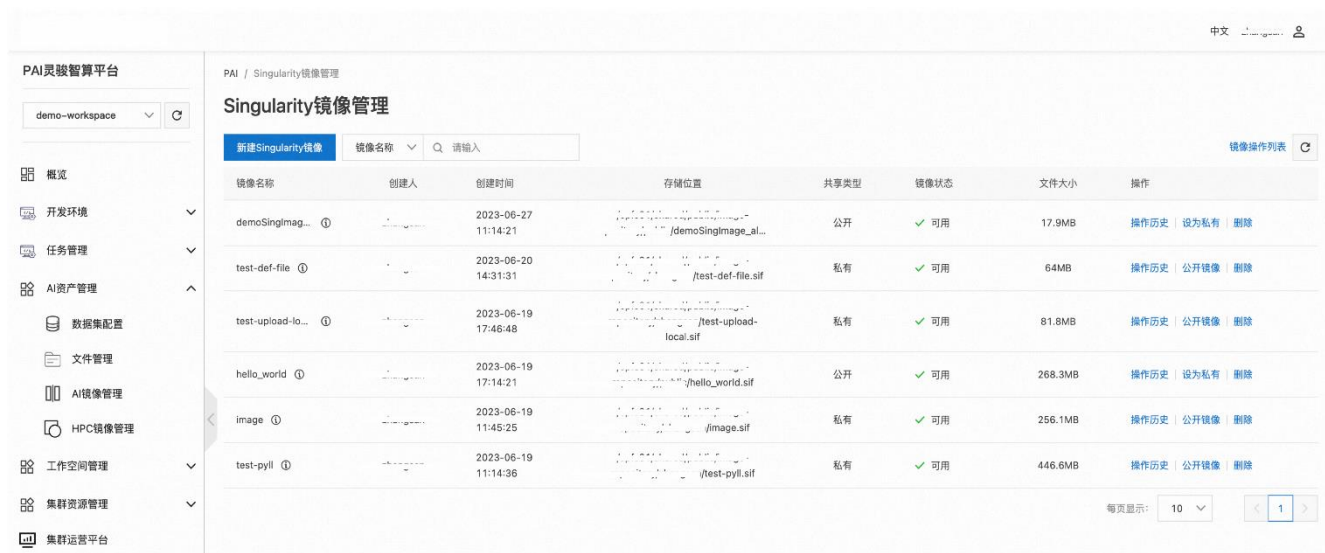 中文
PAI灵骏智算平台
demo-workspace
概览
开发环境
任务管理
AI资产管理
数据集配置
文件管理
AI镜像管理
HPC镜像管理
工作空间管理
集群资源管理
集群运营平台
PAI / Singularity镜像管理
Singularity镜像管理
新建Singularity镜像 镜像名称 请输入 镜像操作列表
镜像名称 创建人 创建时间 存储位置 共享类型 镜像状态 文件大小 操作
demoSingImag... 2023-06-27 11:14:21 /demoSingImage_al... 公开 可用 17.9MB 操作历史 设为私有 删除
test-def-file 2023-06-20 14:31:31 /test-def-file.sif 私有 可用 64MB 操作历史 公开镜像 删除
test-upload-lo... 2023-06-19 17:46:48 /test-upload-local.sif 私有 可用 81.8MB 操作历史 公开镜像 删除
hello_world 2023-06-19 17:14:21 /hello_world.sif 公开 可用 268.3MB 操作历史 设为私有 删除
image 2023-06-19 11:45:25 /image.sif 私有 可用 256.1MB 操作历史 公开镜像 删除
test-pyll 2023-06-19 11:14:36 /test-pyll.sif 私有 可用 446.6MB 操作历史 公开镜像 删除
每页显示： 10 1